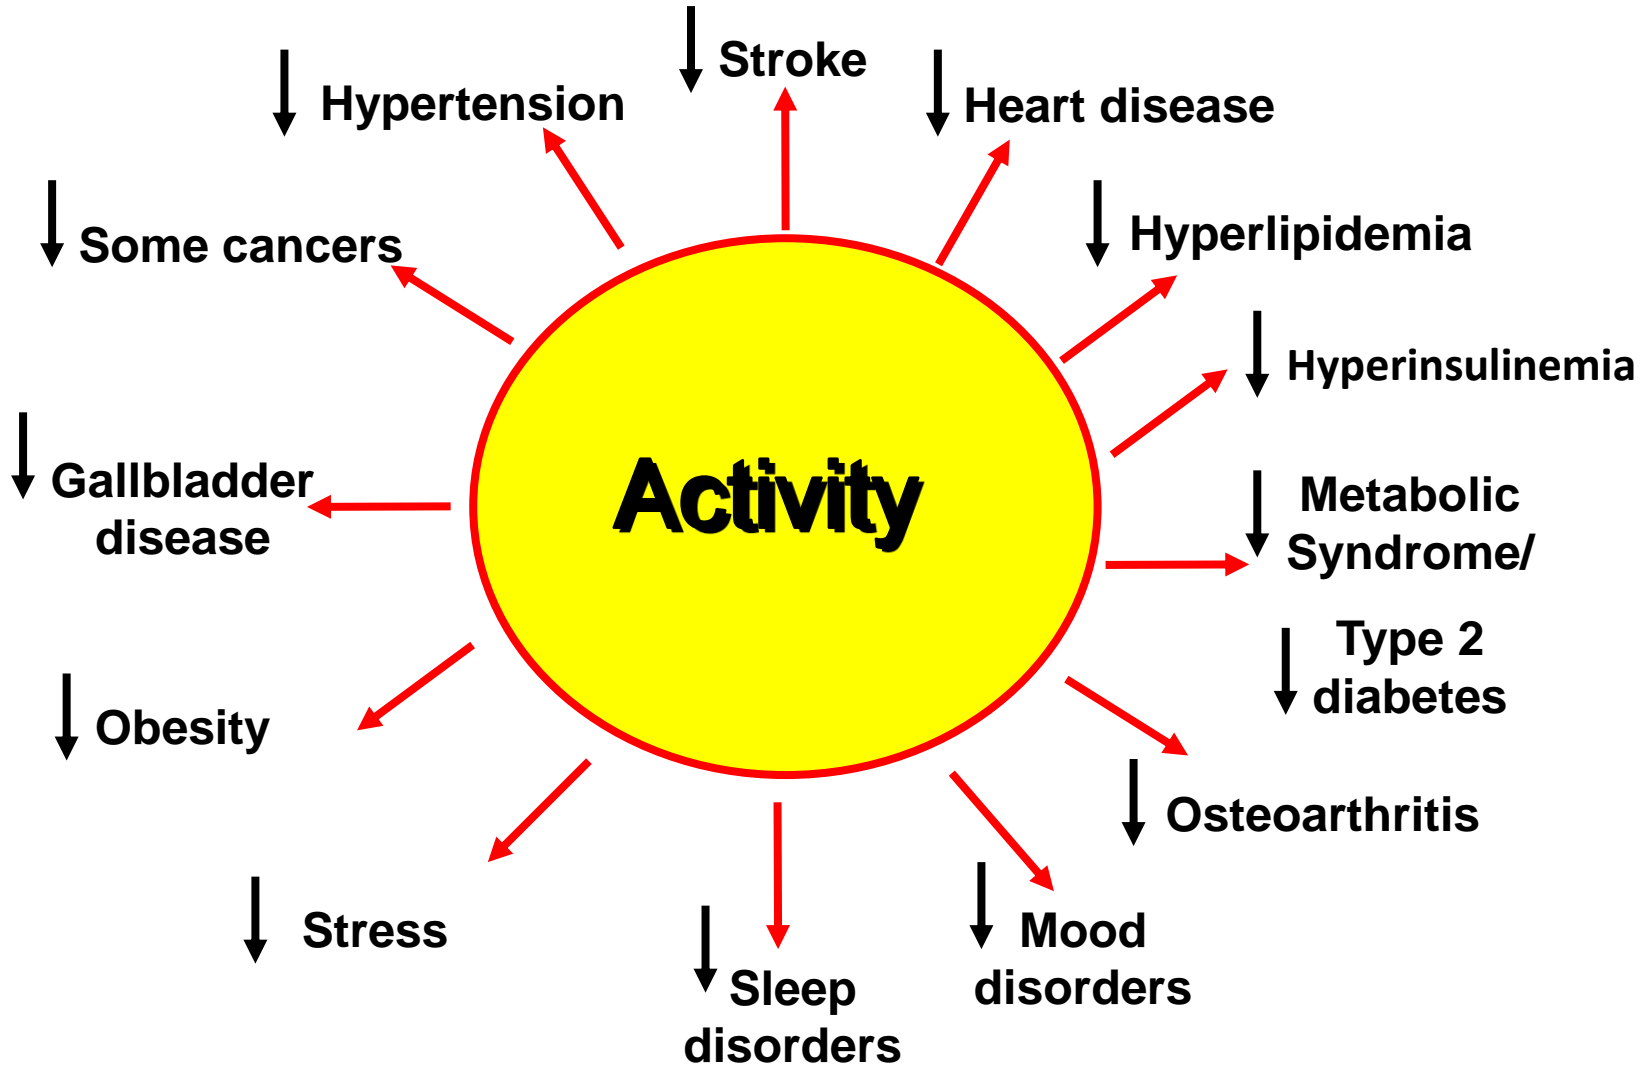 Stroke
Hypertension
Heart disease
Hyperlipidemia
Some cancers
Hyperinsulinemia
Gallbladder
disease
Activity
Metabolic
Syndrome/
Type 2
diabetes
Obesity
Osteoarthritis
Stress
Mood
disorders
Sleep
disorders